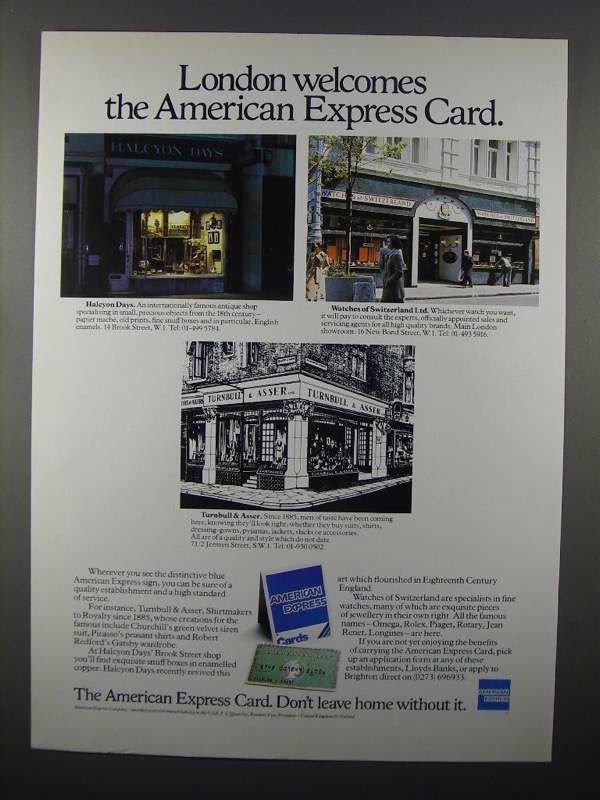 London welcomes
the American Express Card.
HALCYON DAYS
WATCHES of SWITZERLAND
Halcyon Days. An internationally famous antique shop
specialising in small, precious objects from the 18th century –
papier maché, old prints, fine snuff boxes and in particular, English
enamels. 14 Brook Street, W.1. Tel: 01-499 5784.
Watches of Switzerland Ltd. Whichever watch you want,
it will pay to consult the experts, officially appointed sales and
servicing agents for all high quality brands. Main London
showroom: 16 New Bond Street, W.1. Tel: 01-493 5916.
TURNBULL & ASSER LTD. TURNBULL & ASSER
Turnbull & Asser. Since 1885, men of taste have been coming
here, knowing they'll look right, whether they buy suits, shirts,
dressing-gowns, pyjamas, jackets, slacks or accessories.
All are of a quality and style which do not date.
71/2 Jermyn Street, S.W.1. Tel: 01-930 0502.
Wherever you see the distinctive blue
American Express sign, you can be sure of a
quality establishment and a high standard
of service.
For instance, Turnbull & Asser, Shirtmakers
to Royalty since 1885, whose creations for the
famous include Churchill's green velvet siren
suit, Picasso's peasant shirts and Robert
Redford's Gatsby wardrobe.
At Halcyon Days' Brook Street shop
you'll find exquisite snuff boxes in enamelled
copper. Halcyon Days recently revived this
AMERICAN
EXPRESS
Cards
art which flourished in Eighteenth Century
England.
Watches of Switzerland are specialists in fine
watches, many of which are exquisite pieces
of jewellery in their own right. All the famous
names – Omega, Rolex, Piaget, Rotary, Jean
Renet, Longines – are here.
If you are not yet enjoying the benefits
of carrying the American Express Card, pick
up an application form at any of these
establishments, Lloyds Banks, or apply to
Brighton direct on (0273) 696933.
The American Express Card. Don't leave home without it.
AMERICAN
EXPRESS